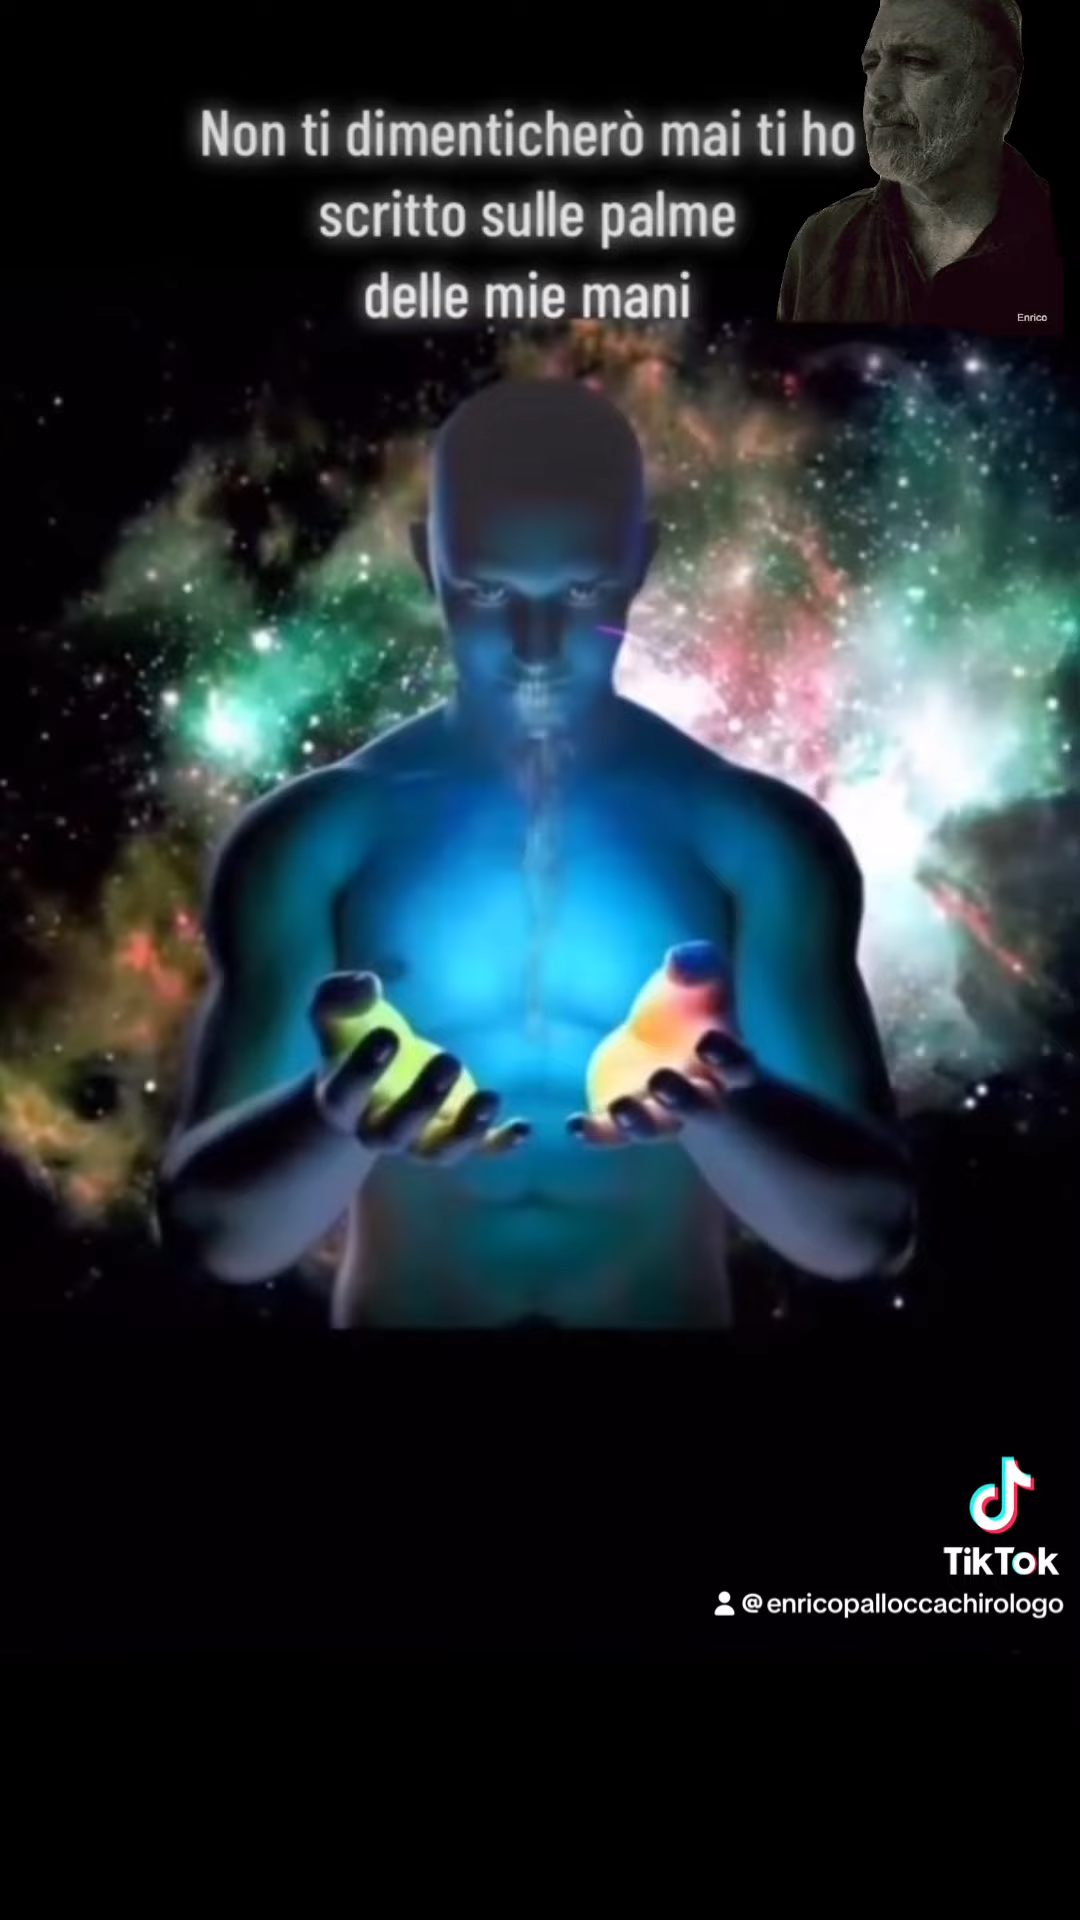 Non ti dimenticherò mai ti ho
scritto sulle palme
delle mie mani
Enrico
TikTok
@enricopalloccachirologo